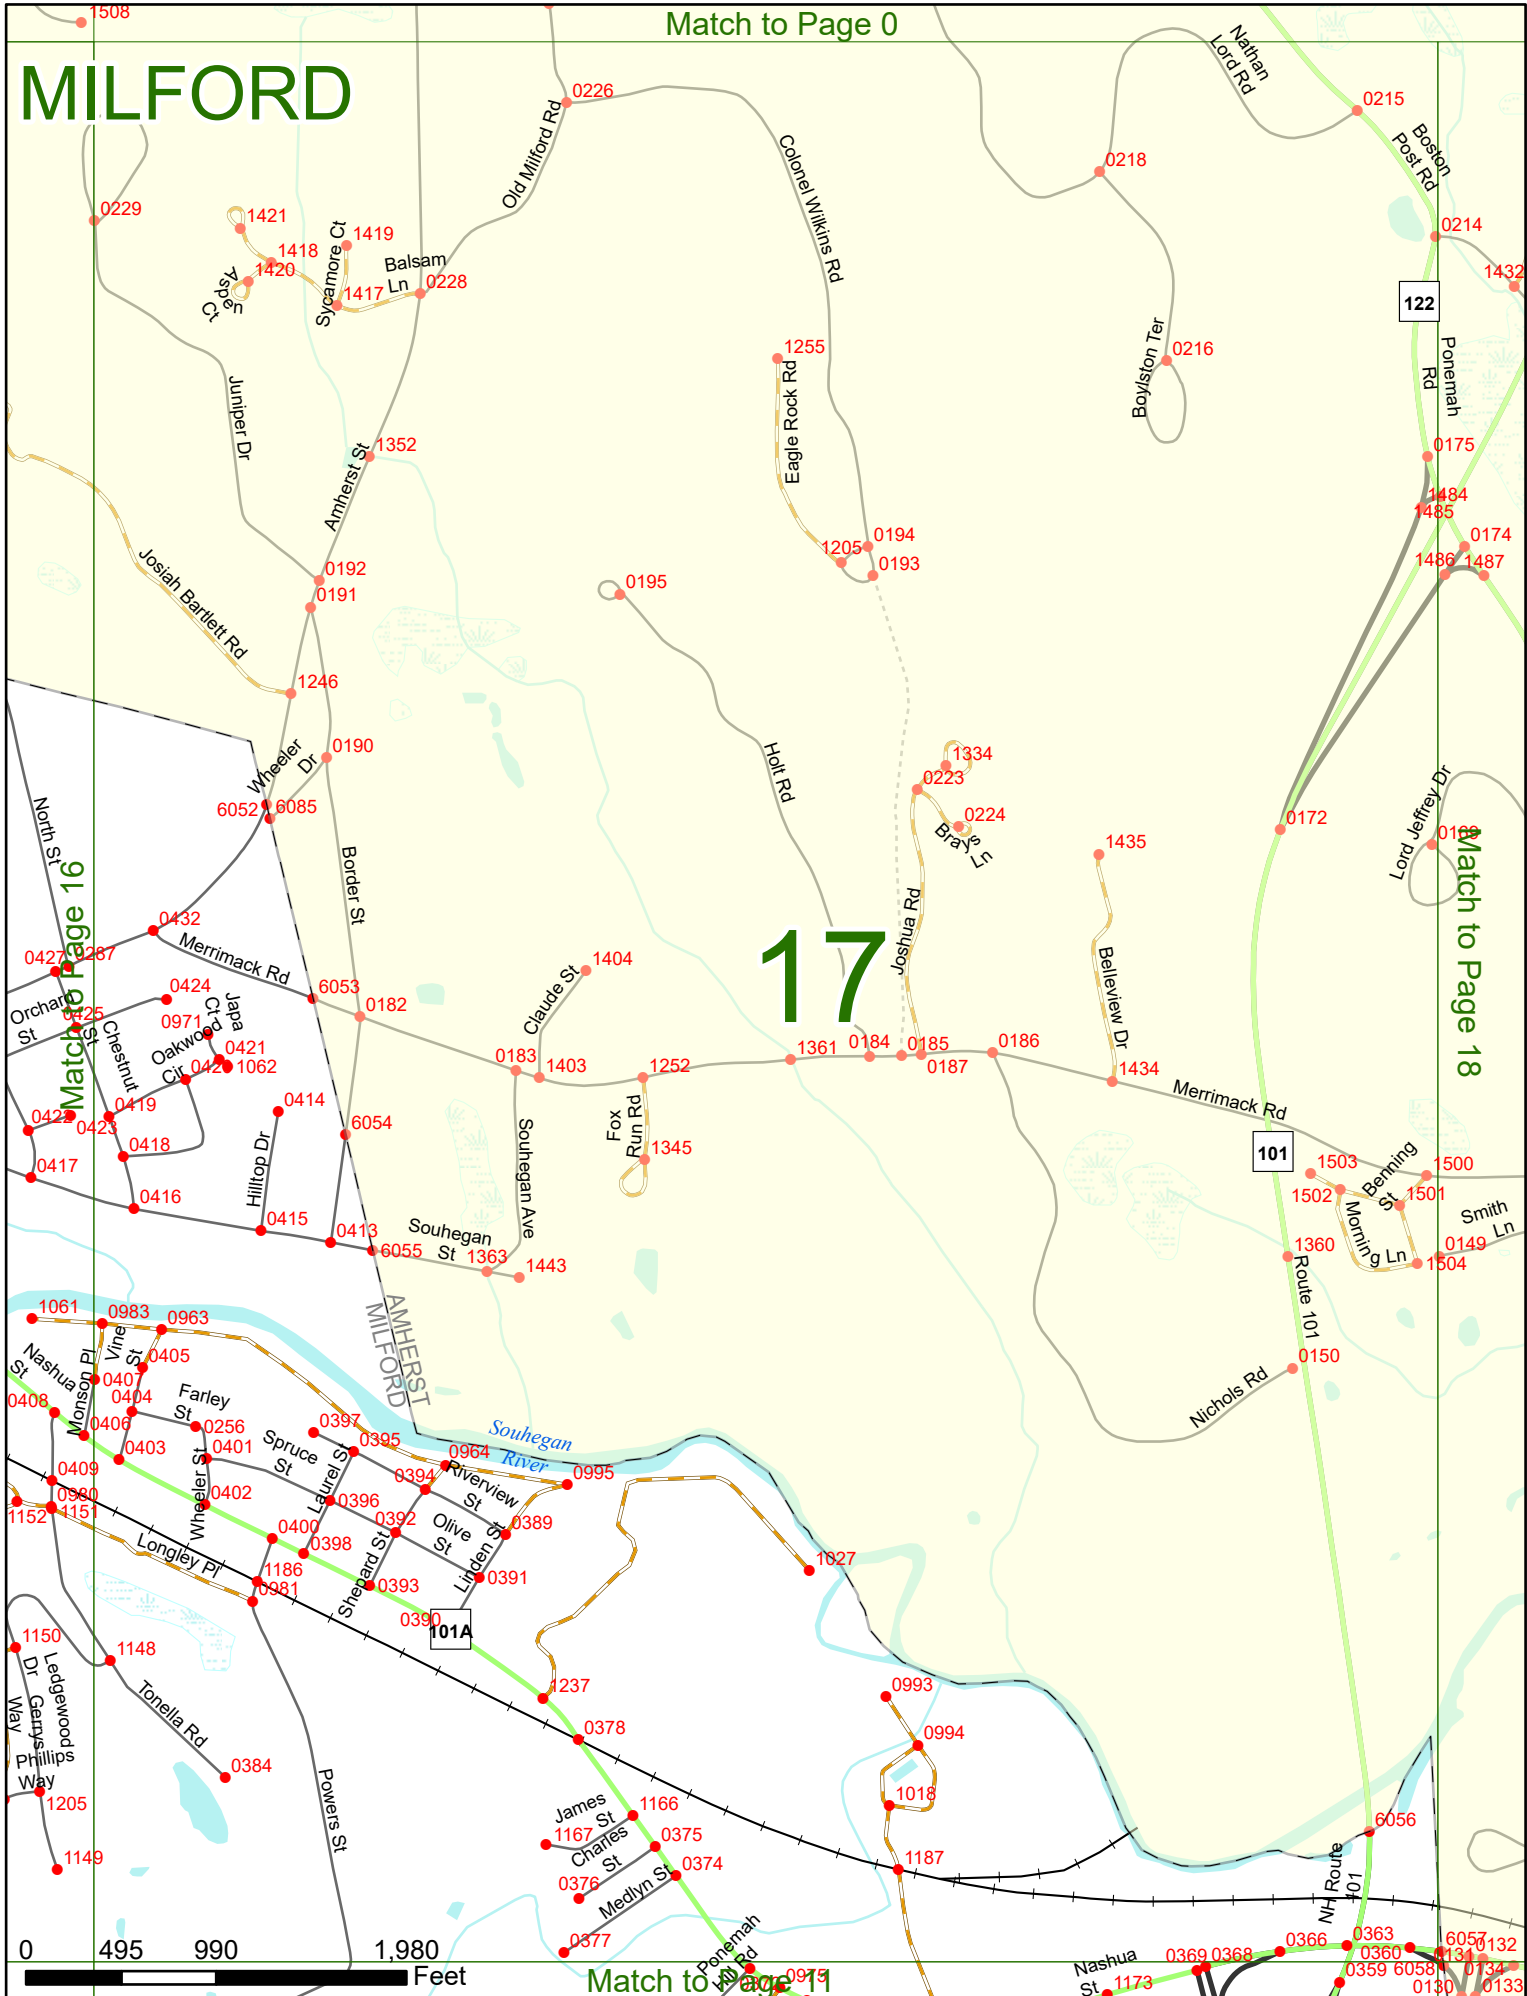 1508
Match to Page 0
MILFORD
Nathan
Lord Rd
0226
0215
Boston
Post Rd
0218
Old Milford Rd
Colonel Wilkins Rd
0229
1421
1419
0214
1418
Sycamore Ct
Balsam
Ln
1420
Aspen
Ct
1417
0228
1432
122
Ponemah
Rd
1255
Eagle Rock Rd
Boylston Ter
0216
Juniper Dr
1352
Amherst St
0175
1484
1485
0194
1205
0193
0174
1486
1487
Josiah Bartlett Rd
0192
0195
0191
1246
Wheeler
Dr
0190
Holt Rd
1334
0223
0224
Brays
Ln
6052
6085
North St
0172
Lord Jeffrey Dr
0169
Match to Page 16
Match to Page 18
Border St
1435
0432
Merrimack Rd
17
Joshua Rd
Belleview Dr
0427
0287
0424
Claude St
1404
6053
0182
Orchard
St
0425
Chestnut
St
0971
Japa
Ct
Oakwood
Cir
0421
1062
0183
1403
1252
1361
0184
0185
0187
0186
1434
Merrimack Rd
0422
0423
0419
0414
Fox
Run Rd
0418
6054
Souhegan Ave
1345
101
0417
Hilltop Dr
1503
Benning
St
1500
1502
1501
0416
0415
0413
Souhegan
St
6055
1363
1443
Mornin
g Ln
Smith
Ln
0149
1504
1360
Route 101
1061
0983
0963
AMHERST
MILFORD
Nashua
St
Monson Pl
Vine
St
0405
0407
0150
Nichols Rd
0408
0404
Farley
St
0406
0256
0397
Souhegan
River
0403
0401
Spruce
St
0395
0964
Laurel St
0409
0394
Riverview
St
0995
0980
1152
1151
Wheeler St
0402
0396
0392
Olive
St
0389
0400
Longley Pl
0398
Shepard St
Linden St
1027
1186
0981
0393
0391
0390
101A
1150
Ledgewood
Dr
1148
Gerrys
Way
Tonella Rd
1237
0993
0378
0994
Phillips
Way
0384
1205
Powers St
James
St
1166
1018
1167
Charles
St
0375
6056
1149
0376
Medlyn St
0374
1187
NH Route
101
0377
Ponemah
Hill Rd
0 495 990 1,980
Feet
Match to Page 11
0975
Nashua
St
1173
0369
0368
0366
0363
0360
0359
6057
0131
0132
6058
0134
0130
0133